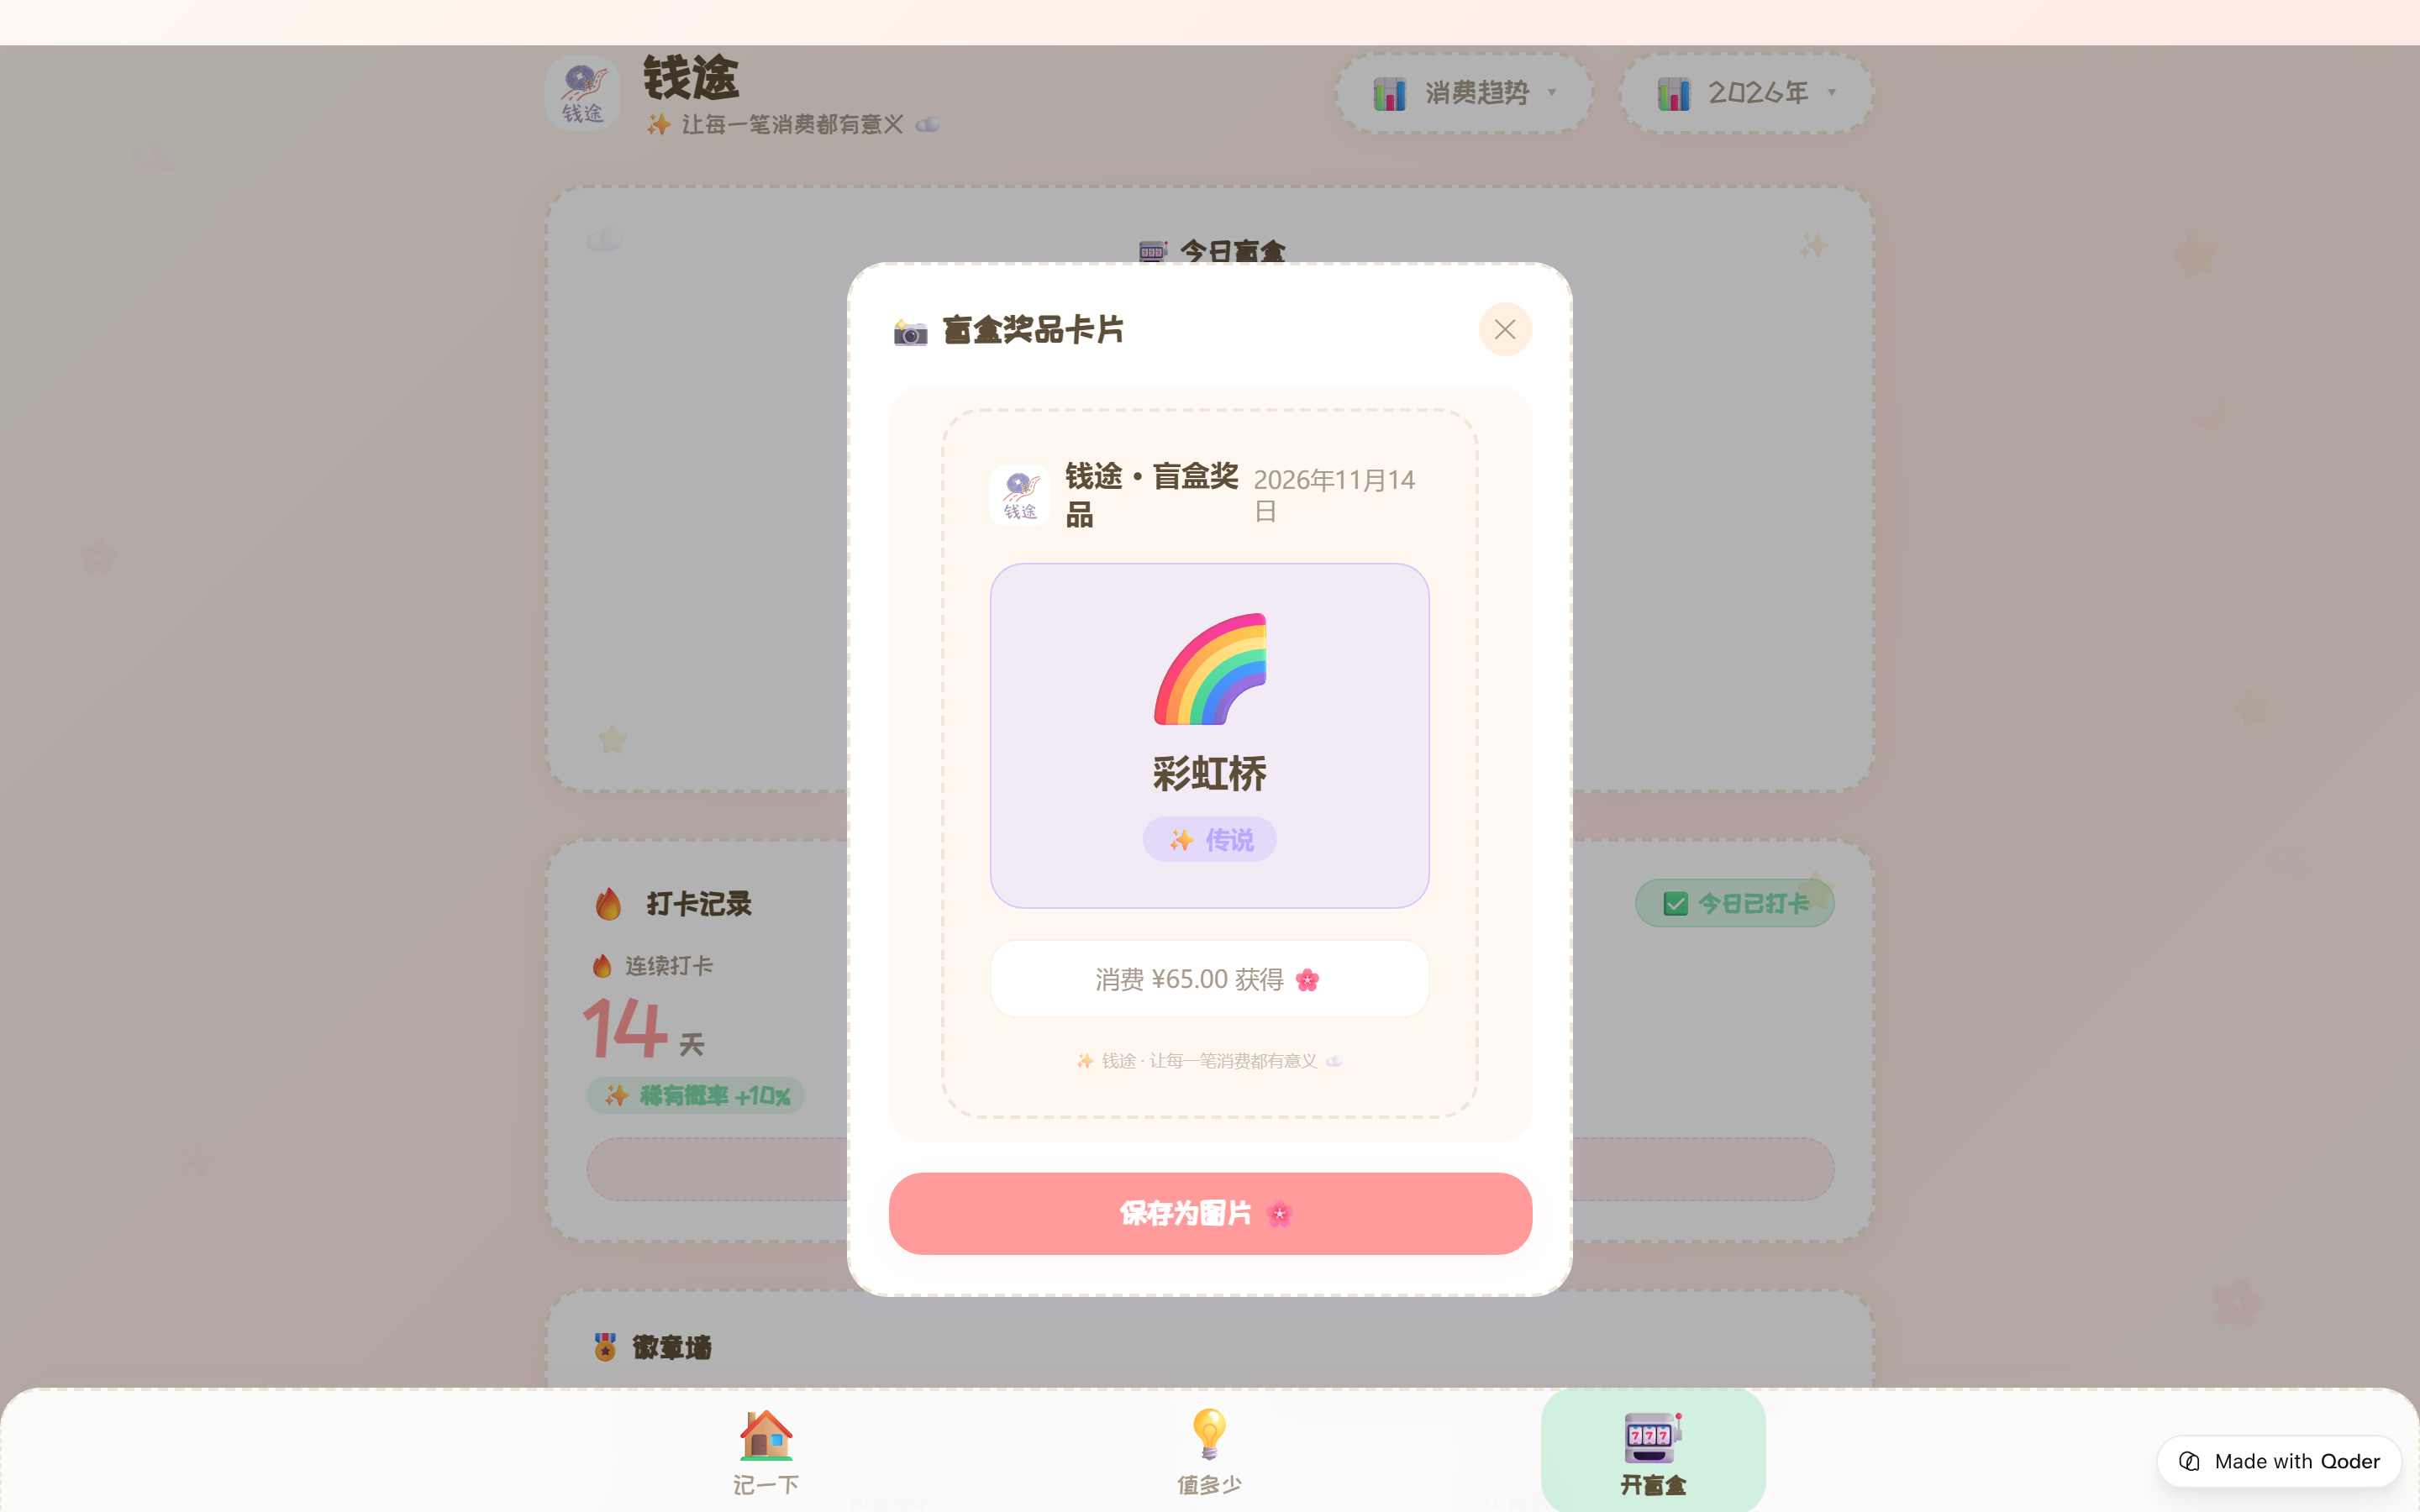 钱途
钱途
✨ 让每一笔消费都有意义 ☁️
消费趋势 ▼
2026年 ▼
今日盲盒
盲盒奖品卡片
钱途
钱途・盲盒奖
品
2026年11月14
日
彩虹桥
✨ 传说
消费 ¥65.00 获得 🌸
✨ 钱途 · 让每一笔消费都有意义 ☁️
保存为图片 🌸
打卡记录
今日已打卡
连续打卡
14 天
✨ 稀有概率 +10%
徽章墙
记一下
777
值多少
开盲盒
Made with Qoder